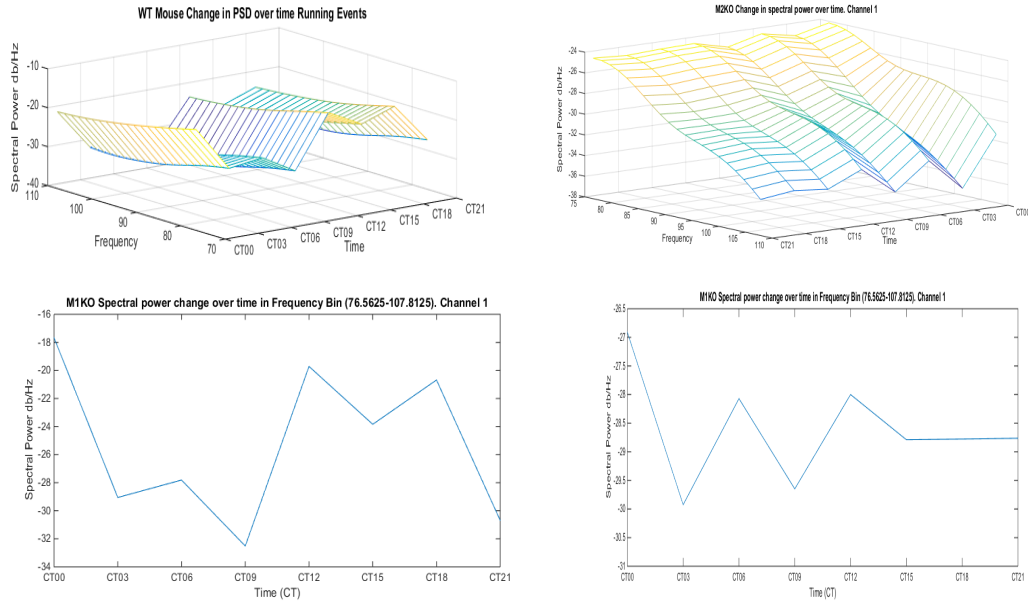 WT Mouse Change in PSD over time Running Events
Spectral Power db/Hz
-10
-20
-30
-40
110
100
90
80
70
Frequency
CT00
CT03
CT06
CT09
CT12
CT15
CT18
CT21
Time
M2KO Change in spectral power over time. Channel 1
Spectral Power db/Hz
-24
-26
-28
-30
-32
-34
-36
-38
75
80
85
90
95
100
105
110
Frequency
CT21
CT18
CT15
CT12
CT09
CT06
CT03
CT00
Time
M1KO Spectral power change over time in Frequency Bin (76.5625-107.8125). Channel 1
Spectral Power db/Hz
-16
-18
-20
-22
-24
-26
-28
-30
-32
-34
CT00 CT03 CT06 CT09 CT12 CT15 CT18 CT21
Time (CT)
M1KO Spectral power change over time in Frequency Bin (76.5625-107.8125). Channel 1
Spectral Power db/Hz
-26.5
-27
-27.5
-28
-28.5
-29
-29.5
-30
-30.5
-31
CT00 CT03 CT06 CT09 CT12 CT15 CT18 CT21
Time (CT)